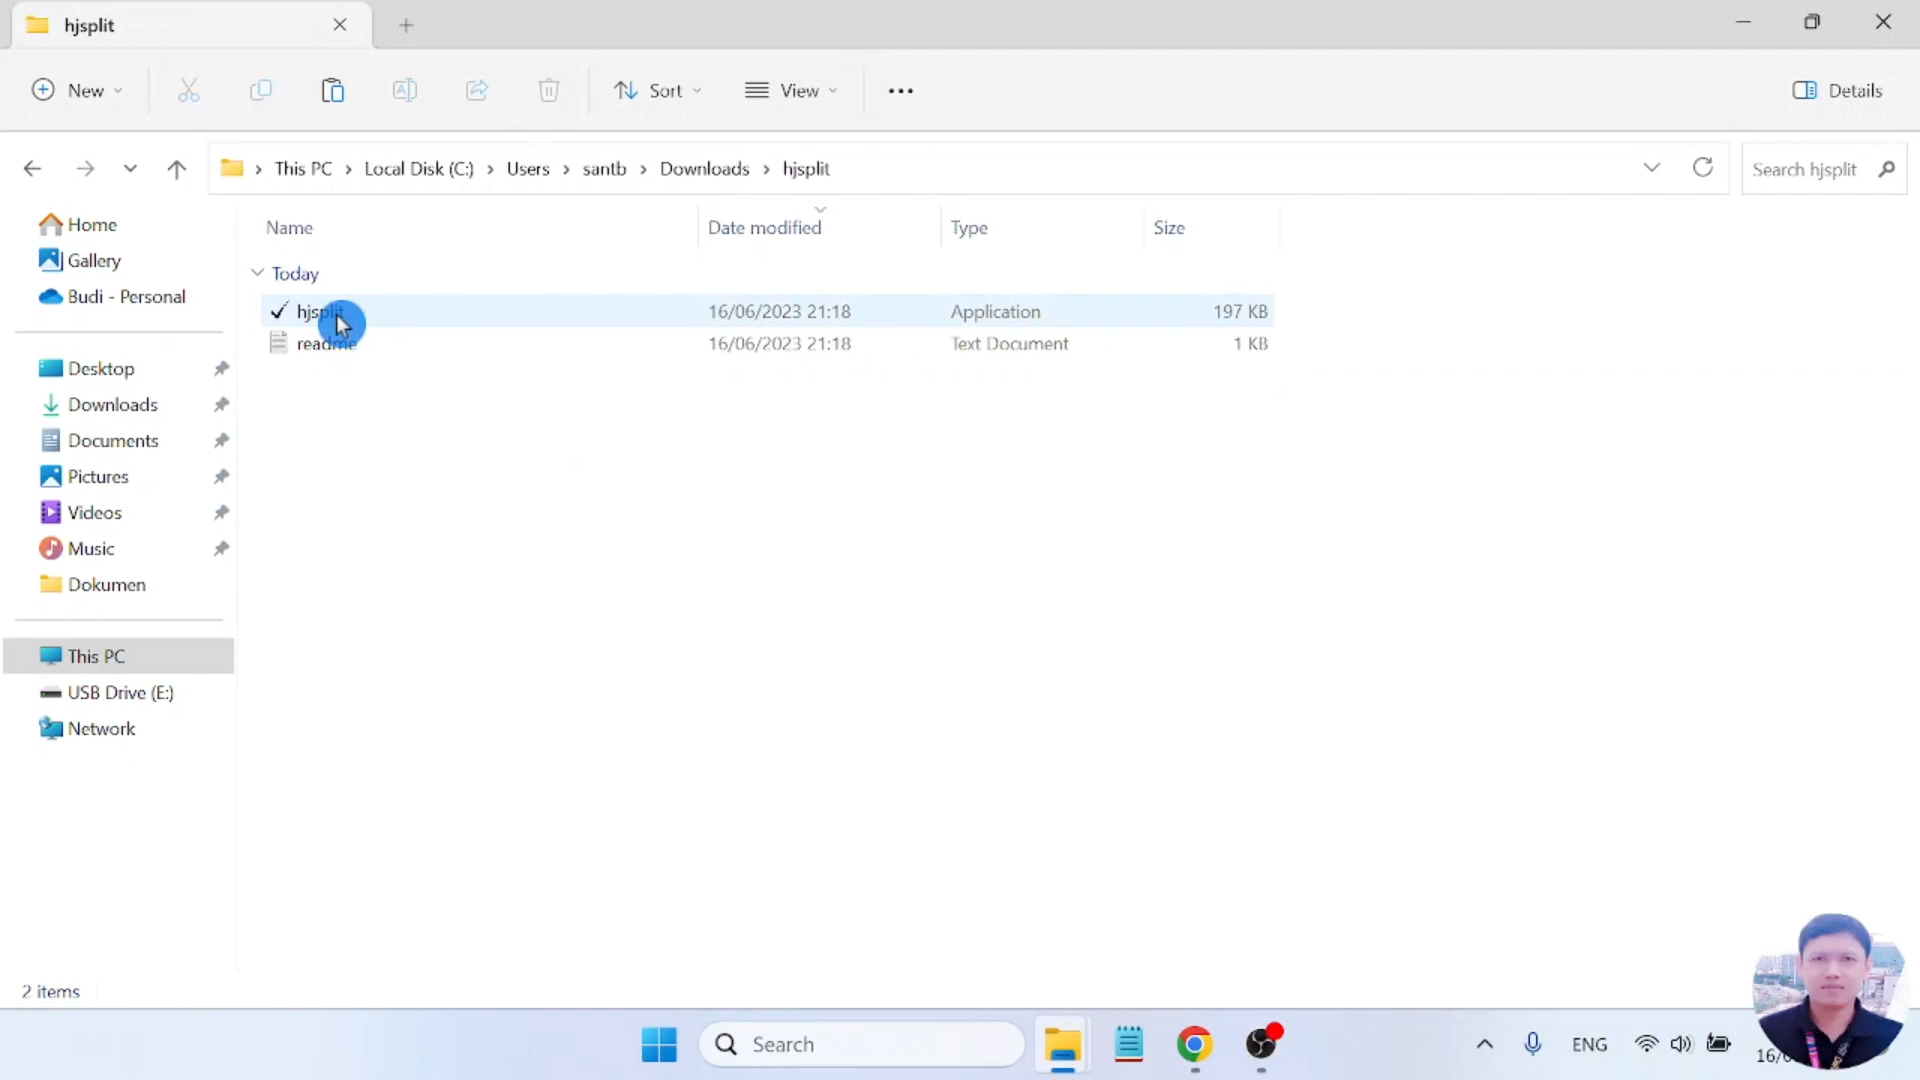 hjsplit
New
Sort
View
Details
This PC
Local Disk (C:)
Users
santb
Downloads
hjsplit
Search hjsplit
Home
Gallery
Budi - Personal
Desktop
Downloads
Documents
Pictures
Videos
Music
Dokumen
This PC
USB Drive (E:)
Network
Name Date modified Type Size
Today
hjsplit 16/06/2023 21:18 Application 197 KB
readme 16/06/2023 21:18 Text Document 1 KB
2 items
Search
ENG